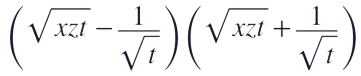 (√xzt − 1/√t)(√xzt + 1/√t)